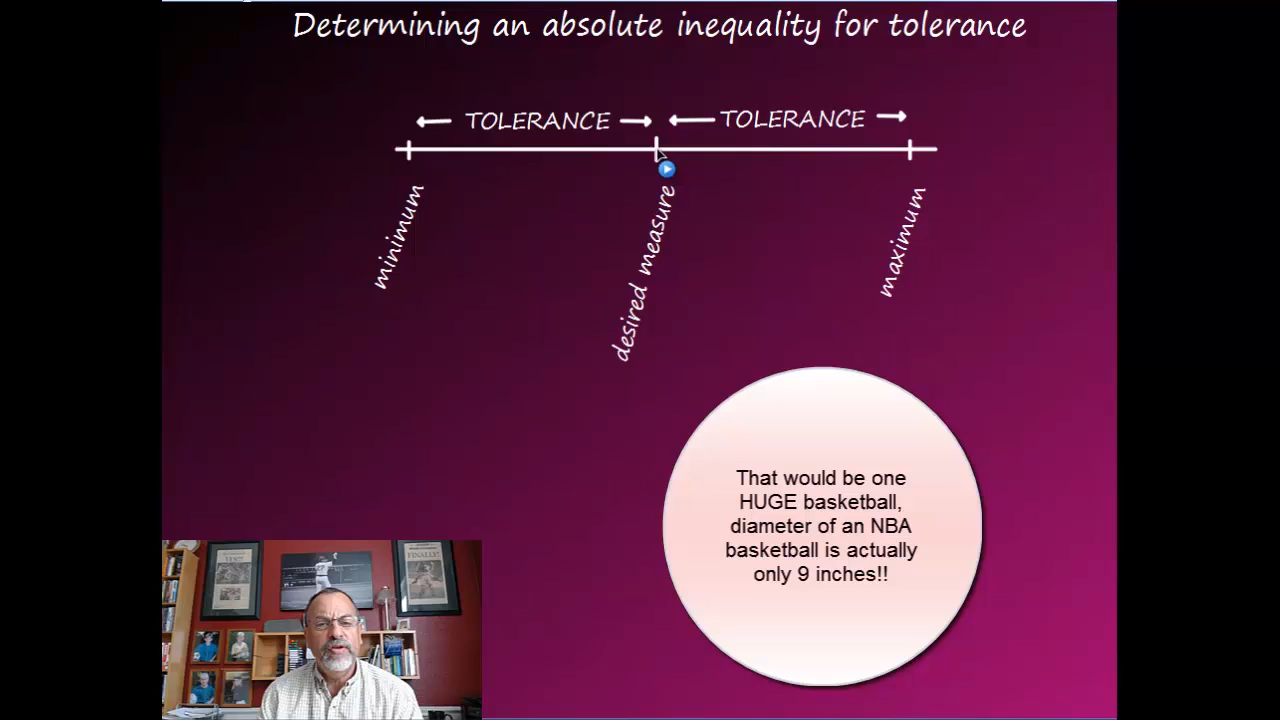 Determining an absolute inequality for tolerance
TOLERANCE
TOLERANCE
minimum
desired measure
maximum
That would be one
HUGE basketball,
diameter of an NBA
basketball is actually
only 9 inches!!
FINALLY!